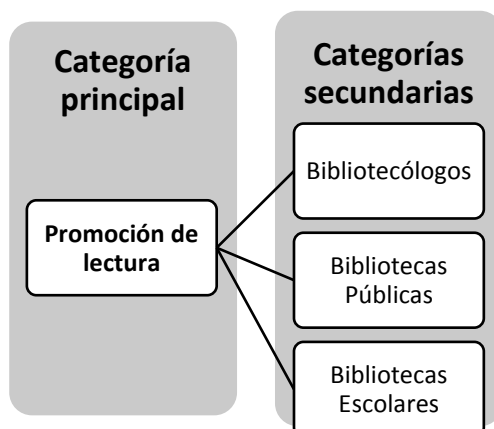 Categoría
principal
Promoción de
lectura
Categorías
secundarias
Bibliotecólogos
Bibliotecas
Públicas
Bibliotecas
Escolares